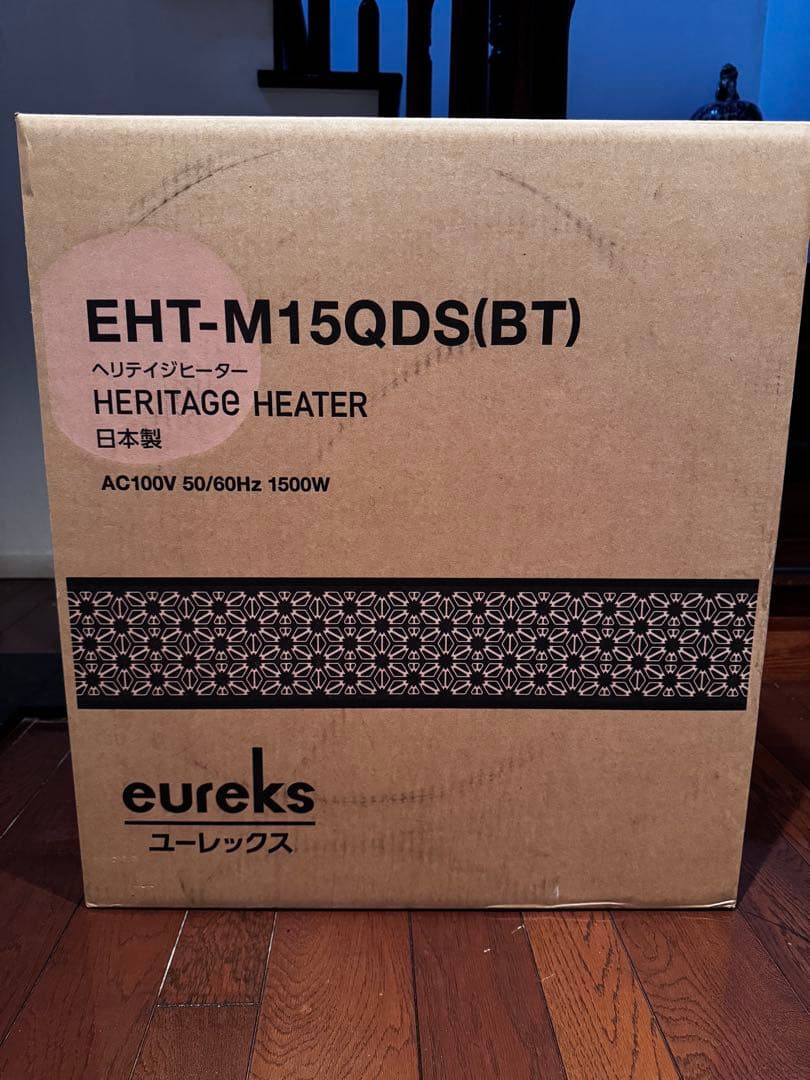 EHT-M15QDS(BT)
ヘリテイジヒーター
HERITAGe HEATER
日本製
AC100V 50/60Hz 1500W
eureks
ユーレックス